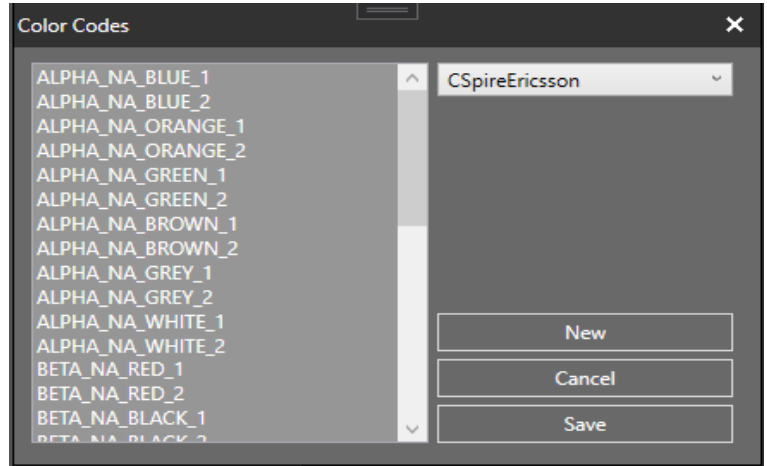 Color Codes
ALPHA_NA_BLUE_1
ALPHA_NA_BLUE_2
ALPHA_NA_ORANGE_1
ALPHA_NA_ORANGE_2
ALPHA_NA_GREEN_1
ALPHA_NA_GREEN_2
ALPHA_NA_BROWN_1
ALPHA_NA_BROWN_2
ALPHA_NA_GREY_1
ALPHA_NA_GREY_2
ALPHA_NA_WHITE_1
ALPHA_NA_WHITE_2
BETA_NA_RED_1
BETA_NA_RED_2
BETA_NA_BLACK_1
BETA_NA_BLACK_2
CSpireEricsson
New
Cancel
Save